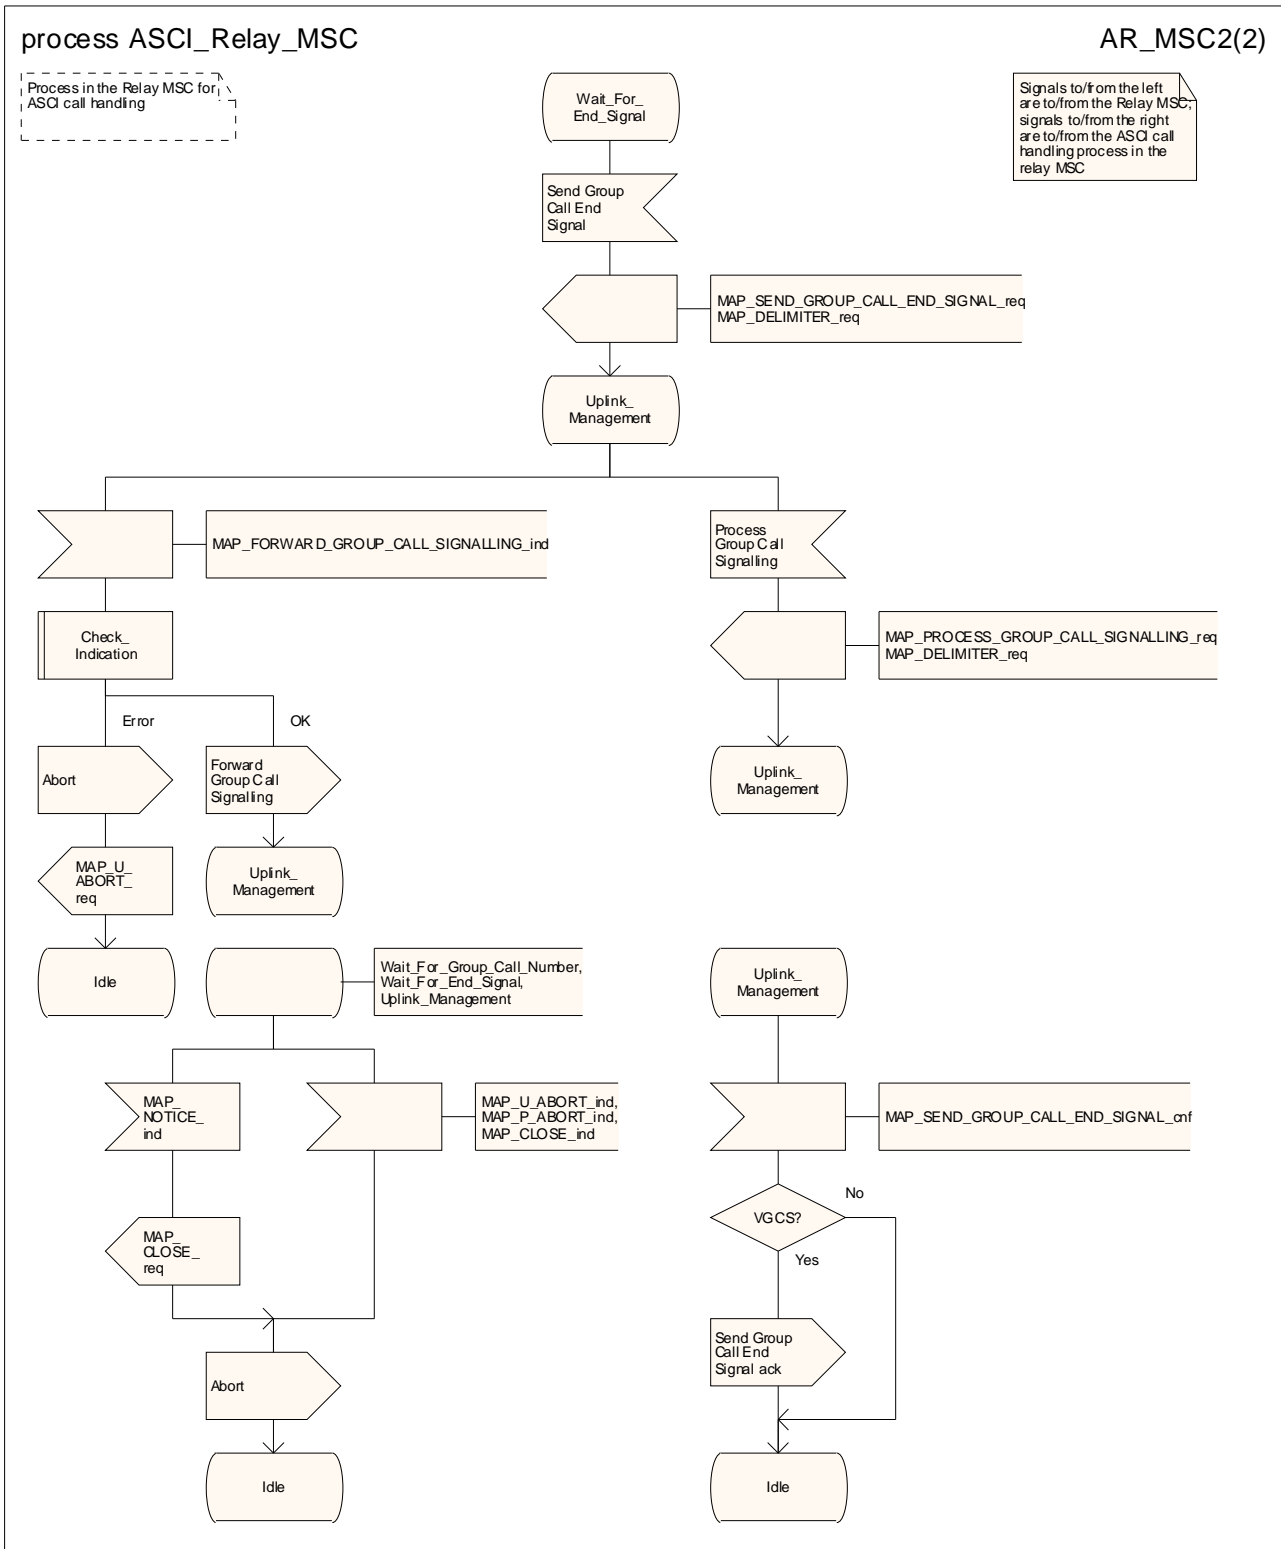 process ASCI_Relay_MSC
AR_MSC2(2)
Process in the Relay MSC for
ASCI call handling
Wait_For_
End_Signal
Signals to/from the left
are to/from the Relay MSC;
signals to/from the right
are to/from the ASCI call
handling process in the
relay MSC
Send Group
Call End
Signal
MAP_SEND_GROUP_CALL_END_SIGNAL_req
MAP_DELIMITER_req
Uplink_
Management
MAP_FORWARD_GROUP_CALL_SIGNALLING_ind
Process
Group Call
Signalling
Check_
Indication
MAP_PROCESS_GROUP_CALL_SIGNALLING_req
MAP_DELIMITER_req
Error
OK
Abort
Forward
Group Call
Signalling
Uplink_
Management
MAP_U_
ABORT_
req
Uplink_
Management
Idle
Wait_For_Group_Call_Number,
Wait_For_End_Signal,
Uplink_Management
Uplink_
Management
MAP_
NOTICE_
ind
MAP_U_ABORT_ind,
MAP_P_ABORT_ind,
MAP_CLOSE_ind
MAP_SEND_GROUP_CALL_END_SIGNAL_cnf
No
VGCS?
Yes
MAP_
CLOSE_
req
Send Group
Call End
Signal ack
Abort
Idle
Idle